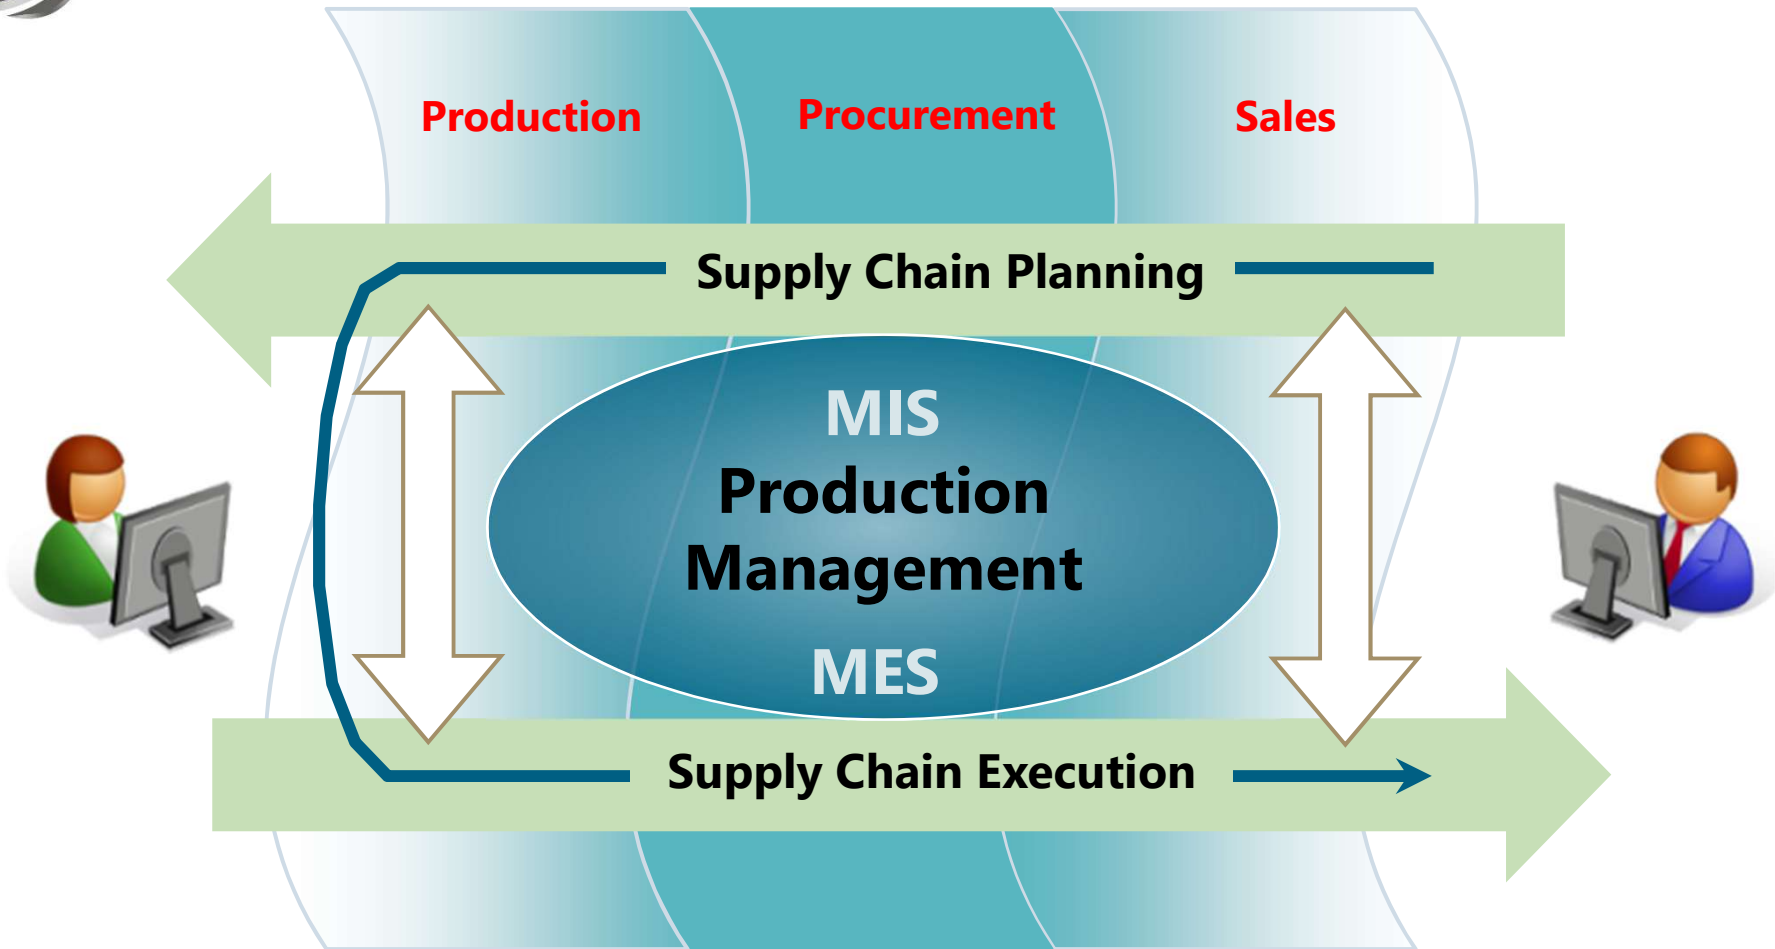 Production
Procurement
Sales
Supply Chain Planning
MIS
Production
Management
MES
Supply Chain Execution